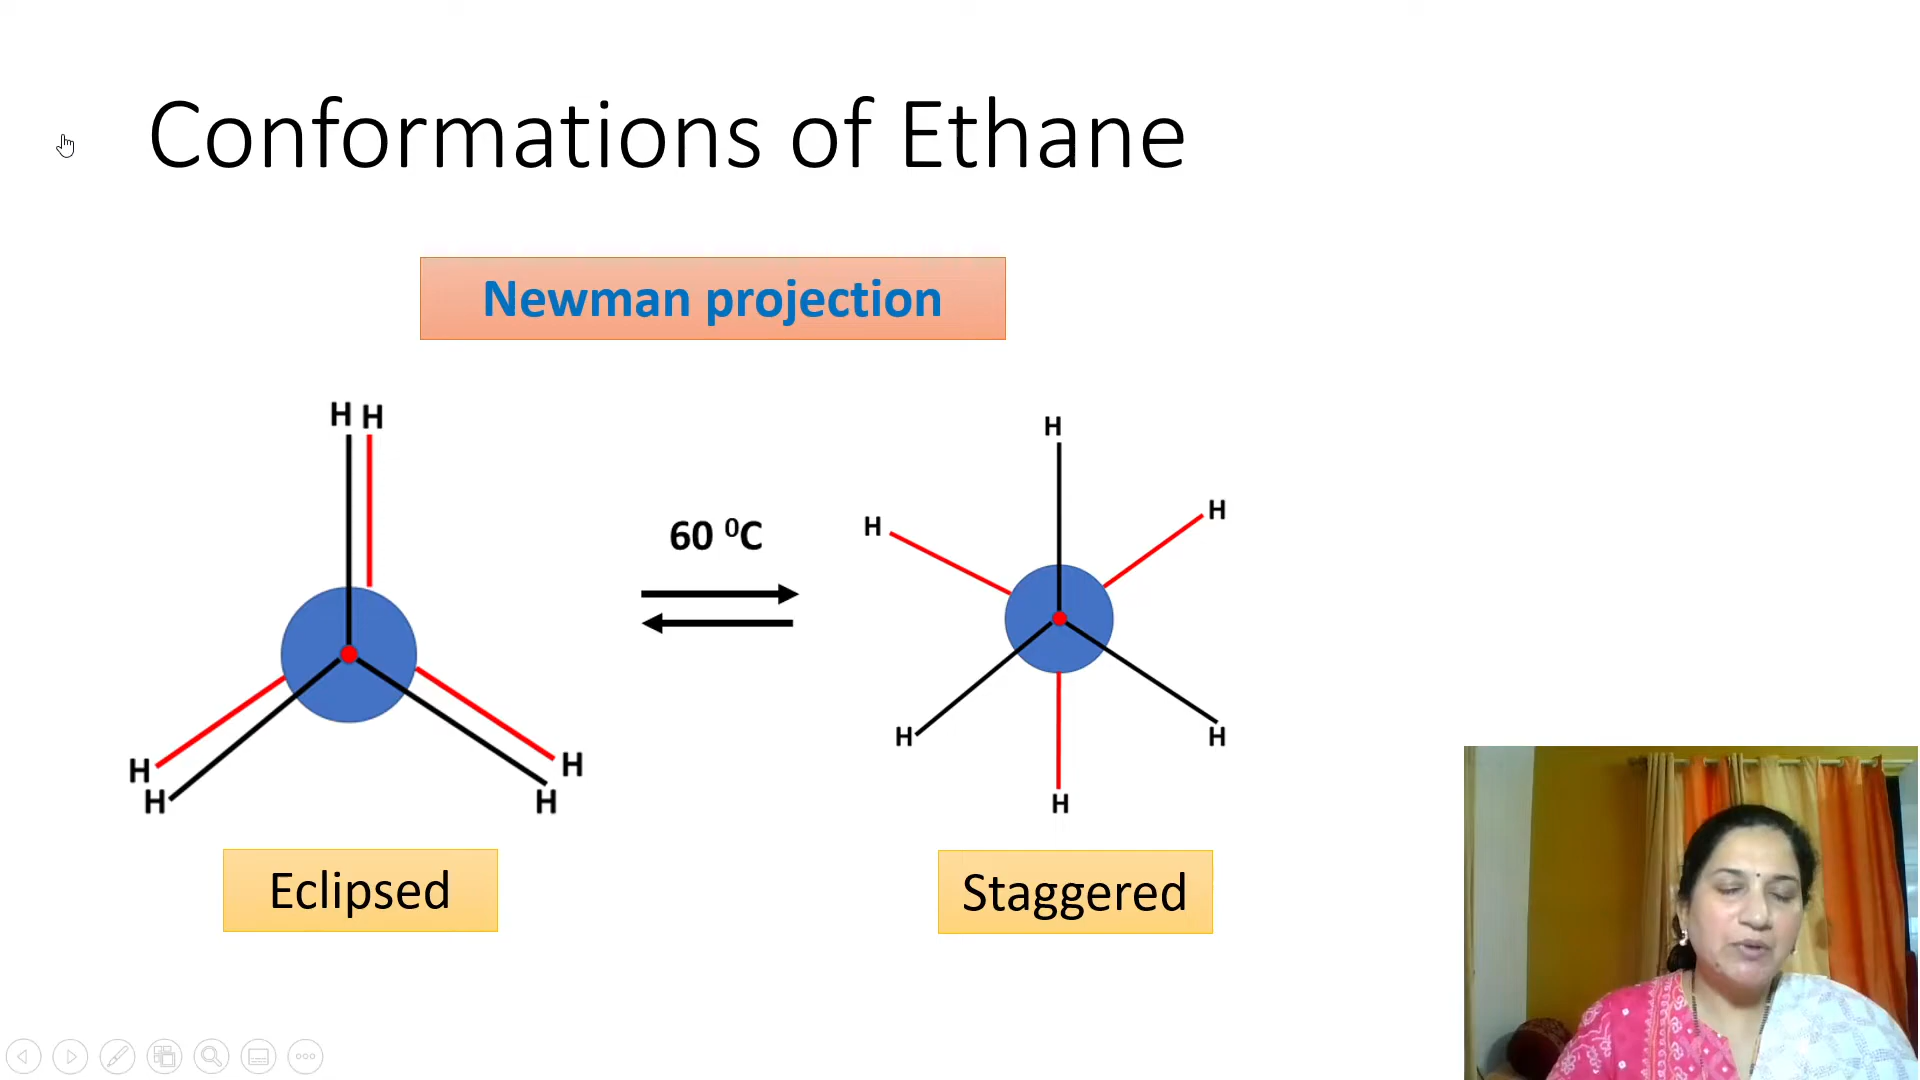 Conformations of Ethane
Newman projection
H H
H
H
H
60 ⁰C
H
H
H
H
H
H
H
H
H
Eclipsed
Staggered